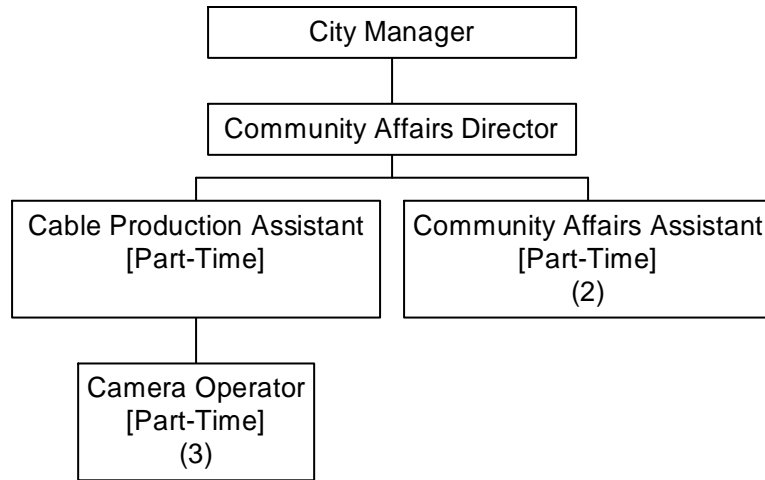 City Manager
Community Affairs Director
Cable Production Assistant
[Part-Time]
Community Affairs Assistant
[Part-Time]
(2)
Camera Operator
[Part-Time]
(3)